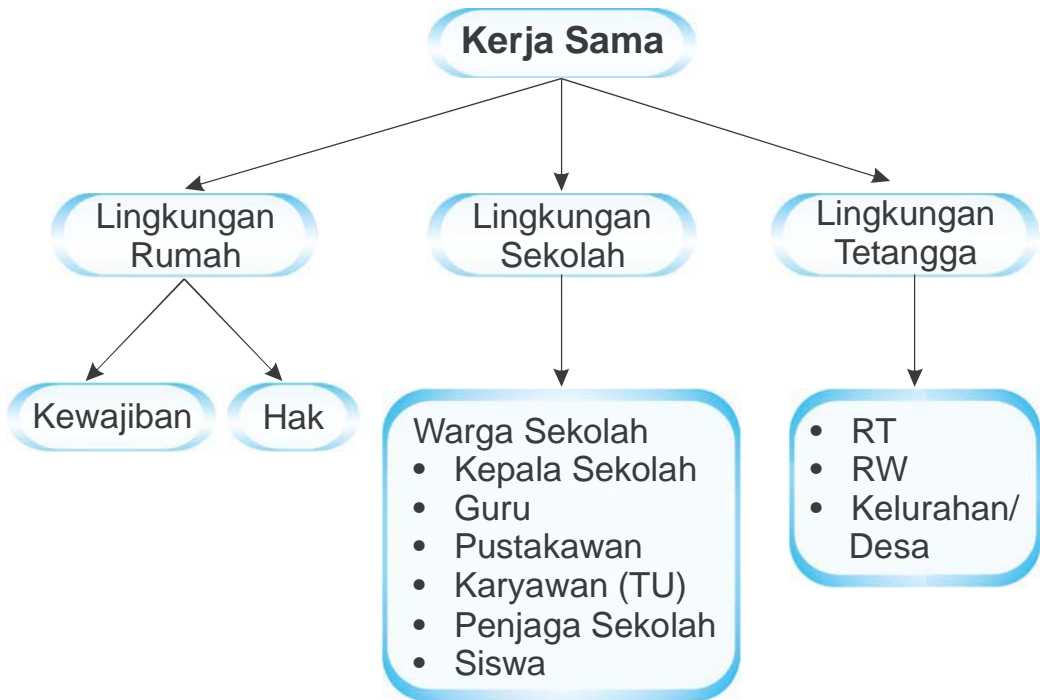 Kerja Sama
Lingkungan
Rumah
Lingkungan
Sekolah
Lingkungan
Tetangga
Kewajiban
Hak
Warga Sekolah
• Kepala Sekolah
• Guru
• Pustakawan
• Karyawan (TU)
• Penjaga Sekolah
• Siswa
• RT
• RW
• Kelurahan/
Desa